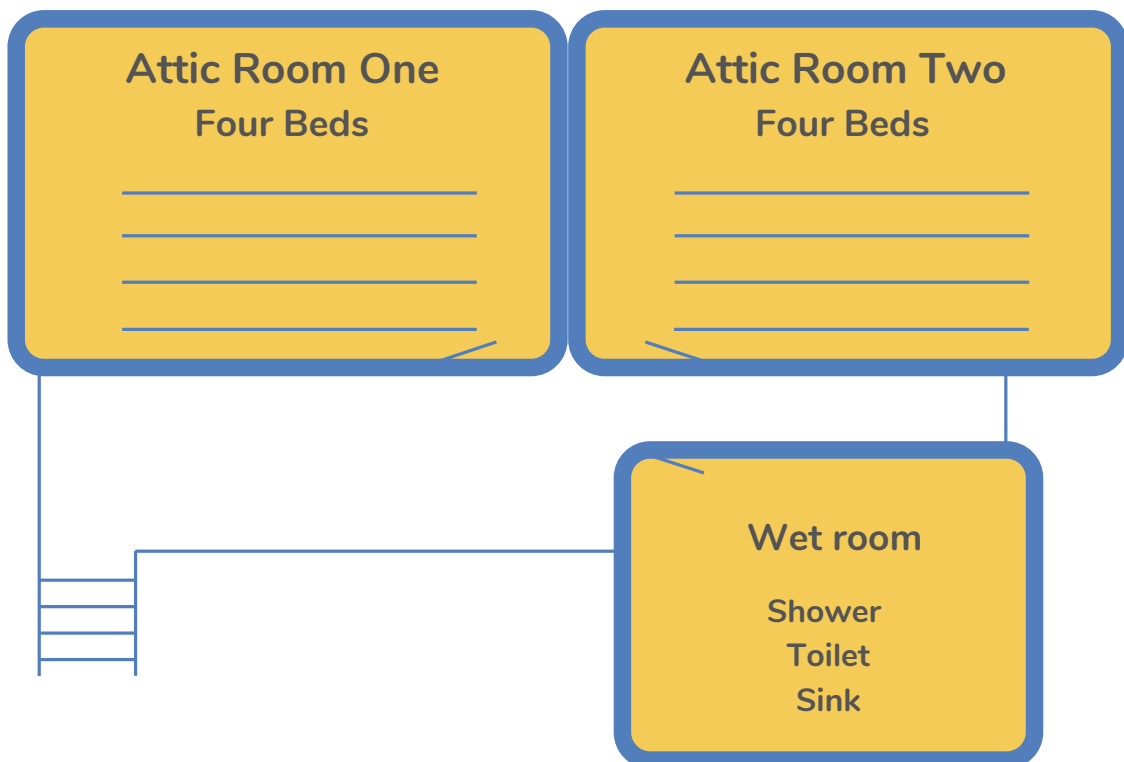 Attic Room One
Four Beds
Attic Room Two
Four Beds
Wet room
Shower
Toilet
Sink